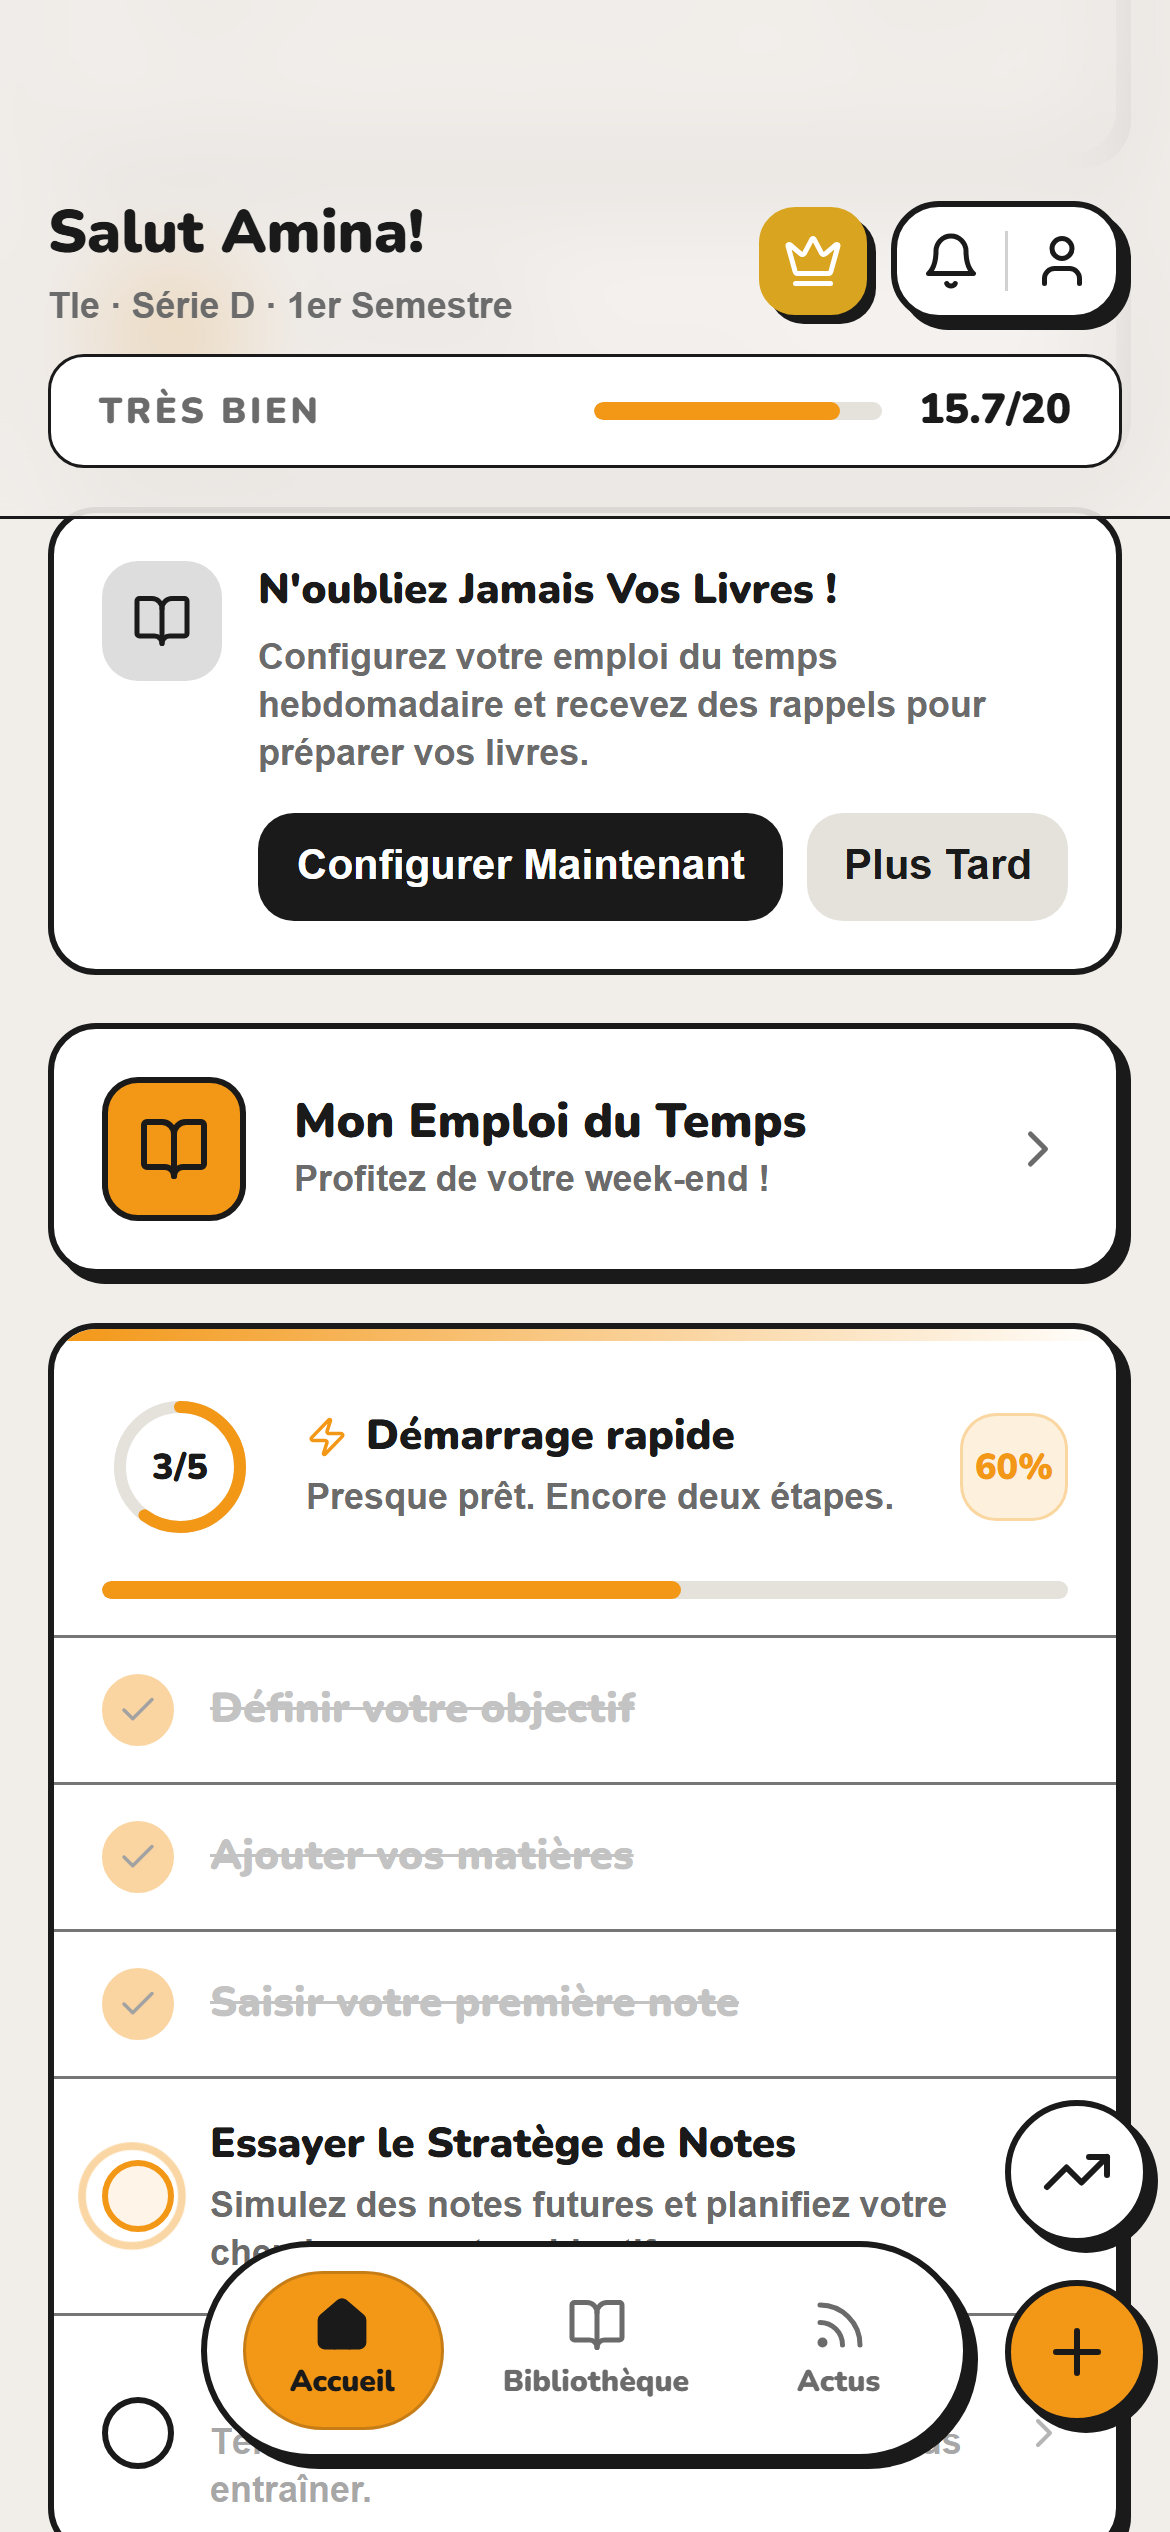 Salut Amina!
Tle · Série D · 1er Semestre
TRÈS BIEN
15.7/20
N'oubliez Jamais Vos Livres !
Configurez votre emploi du temps
hebdomadaire et recevez des rappels pour
préparer vos livres.
Configurer Maintenant
Plus Tard
Mon Emploi du Temps
Profitez de votre week-end !
3/5
Démarrage rapide
Presque prêt. Encore deux étapes.
60%
Définir votre objectif
Ajouter vos matières
Saisir votre première note
Essayer le Stratège de Notes
Simulez des notes futures et planifiez votre
entraîner.
Accueil
Bibliothèque
Actus